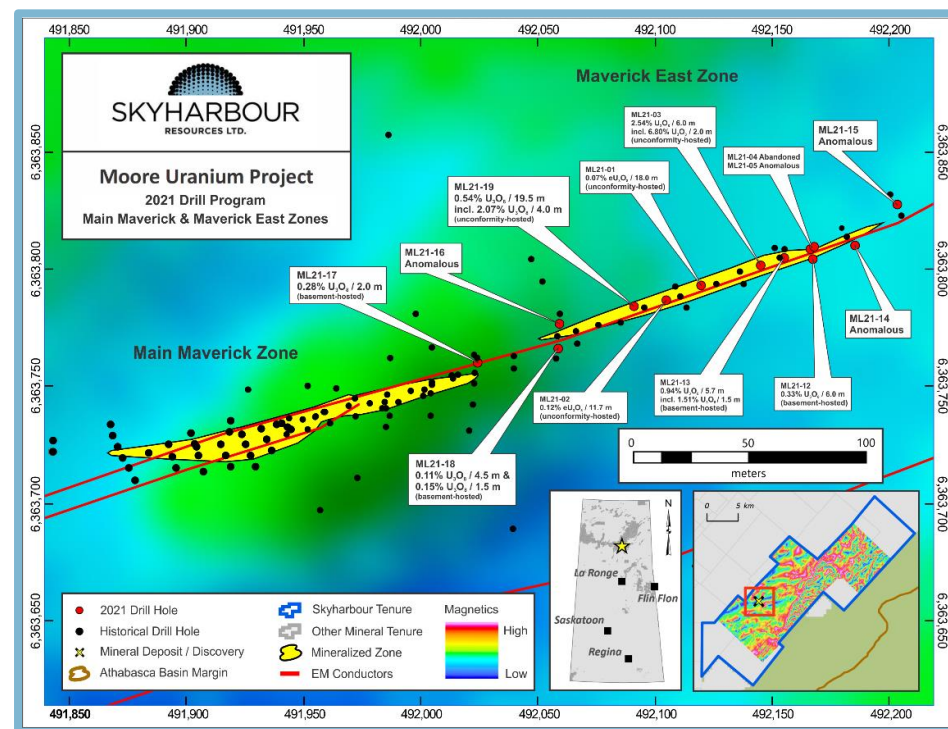 491,850
491,900
491,950
492,000
492,050
492,100
492,150
492,200
SKYHARBOUR
RESOURCES LTD.
Moore Uranium Project
2021 Drill Program
Main Maverick & Maverick East Zones
Maverick East Zone
ML21-03
2.54% U₃O₈ / 6.0 m
incl. 6.80% U₃O₈ / 2.0 m
(unconformity-hosted)
ML21-15
Anomalous
ML21-04 Abandoned
ML21-05 Anomalous
ML21-01
0.07% eU₃O₈ / 18.0 m
(unconformity-hosted)
ML21-19
0.54% U₃O₈ / 19.5 m
incl. 2.07% U₃O₈ / 4.0 m
(unconformity-hosted)
ML21-16
Anomalous
ML21-17
0.28% U₃O₈ / 2.0 m
(basement-hosted)
ML21-14
Anomalous
Main Maverick Zone
ML21-02
0.12% eU₃O₈ / 11.7 m
(unconformity-hosted)
ML21-13
0.94% U₃O₈ / 5.7 m
incl. 1.51% U₃O₈ / 1.5 m
(basement-hosted)
ML21-12
0.33% U₃O₈ / 6.0 m
(basement-hosted)
ML21-18
0.11% U₃O₈ / 4.5 m &
0.15% U₃O₈ / 1.5 m
(basement-hosted)
6,363,850
6,363,800
6,363,750
6,363,700
6,363,650
6,363,850
6,363,800
6,363,750
6,363,700
6,363,650
0 50 100
meters
N
La Ronge
Flin Flon
Saskatoon
Regina
0 5 km
2021 Drill Hole
Historical Drill Hole
Mineral Deposit / Discovery
Athabasca Basin Margin
Skyharbour Tenure
Other Mineral Tenure
Mineralized Zone
EM Conductors
Magnetics
High
Low
491,850
491,900
491,950
492,000
492,050
492,100
492,150
492,200